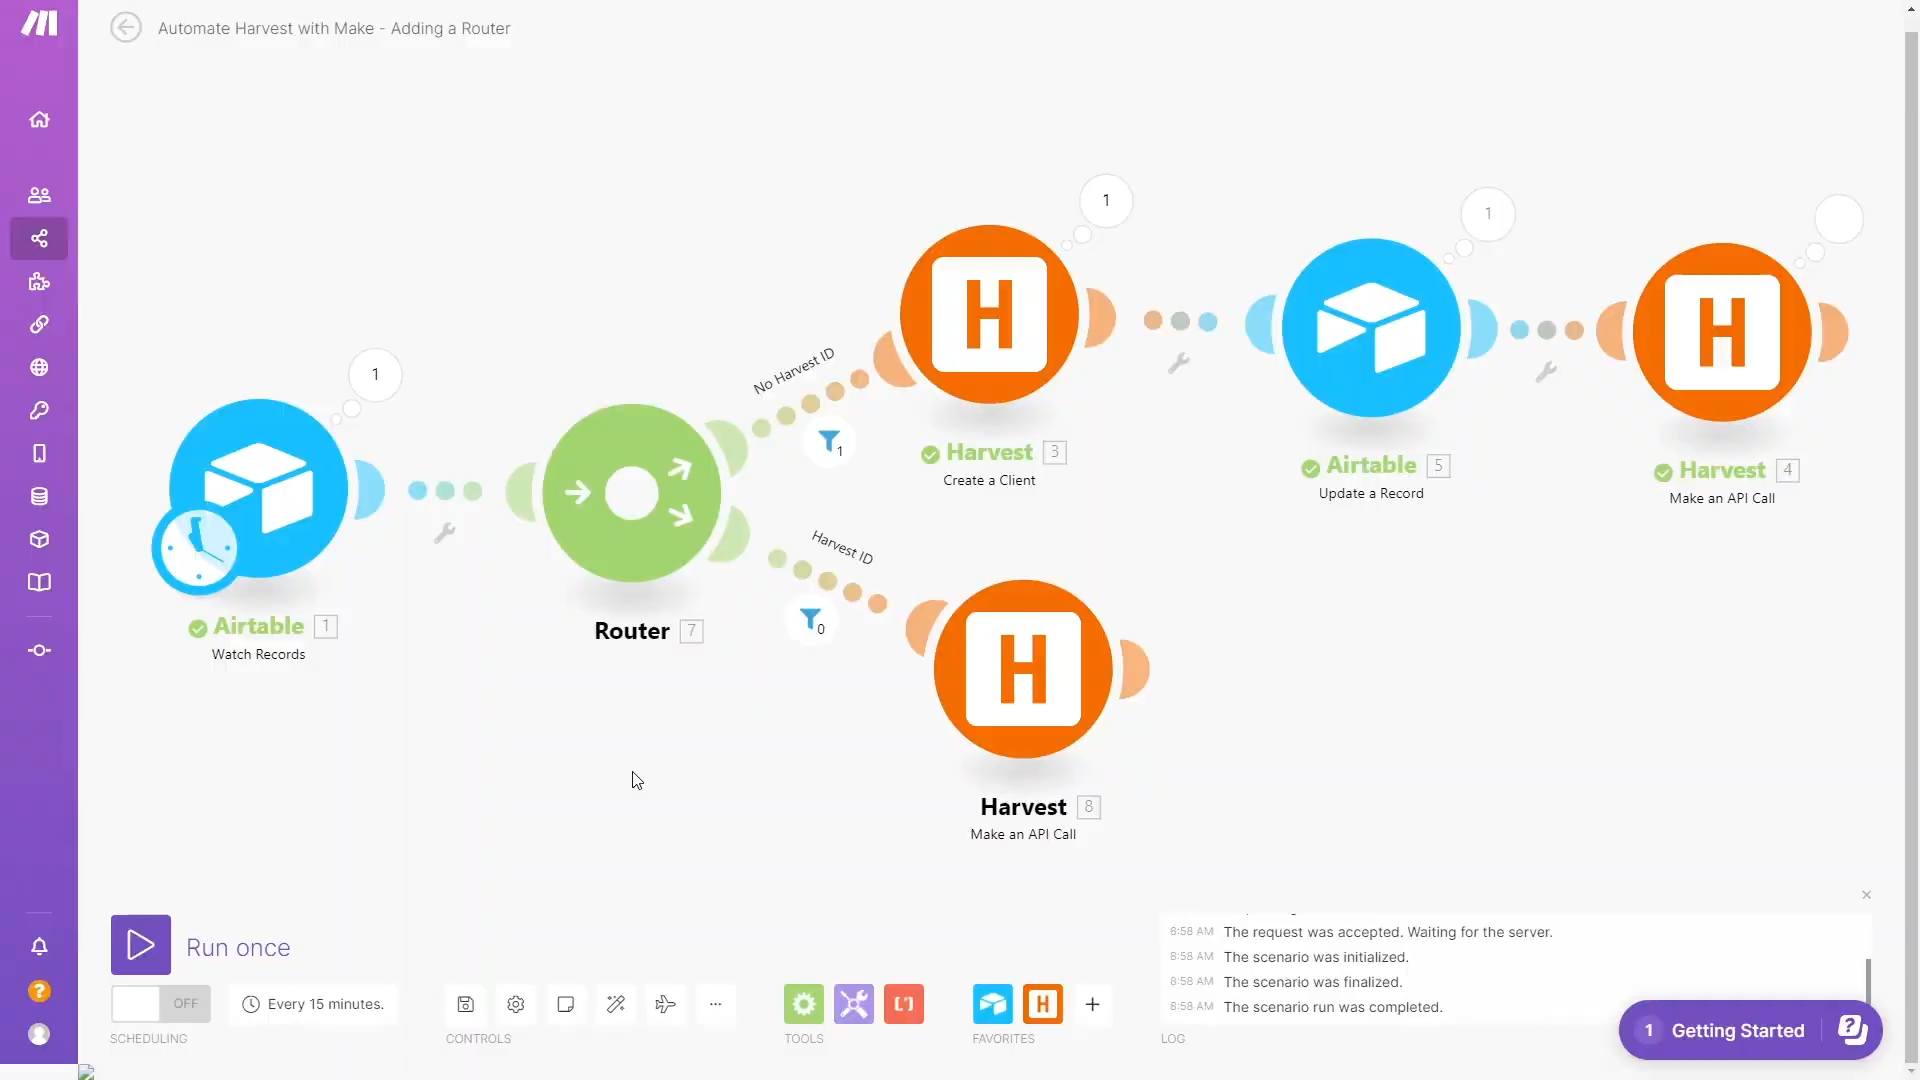 Automate Harvest with Make - Adding a Router
1
1
1
1
No Harvest ID
1
Harvest 3
Create a Client
Airtable 5
Update a Record
Harvest 4
Make an API Call
Harvest ID
0
Airtable 1
Watch Records
Router 7
Harvest 8
Make an API Call
Run once
OFF
Every 15 minutes.
SCHEDULING
CONTROLS
TOOLS
FAVORITES
8:58 AM The request was accepted. Waiting for the server.
8:58 AM The scenario was initialized.
8:58 AM The scenario was finalized.
8:58 AM The scenario run was completed.
LOG
1 Getting Started